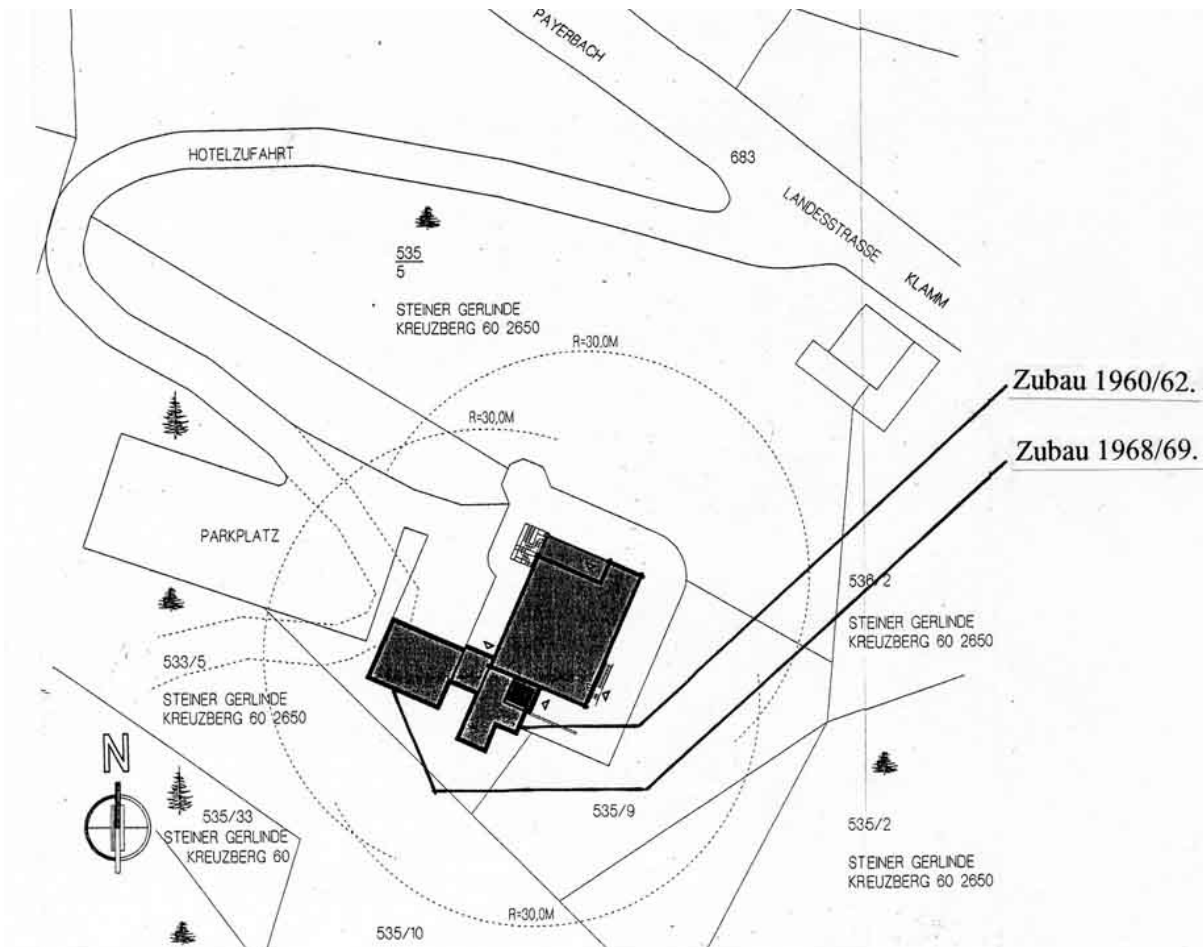 PAYERBACH
HOTELZUFAHRT
683
LANDESSTRASSE
KLAMM
535
5
STEINER GERLINDE
KREUZBERG 60 2650
R=30.0M
R=30,0M
Zubau 1960/62.
Zubau 1968/69.
PARKPLATZ
536/2
STEINER GERLINDE
KREUZBERG 60 2650
533/5
STEINER GERLINDE
KREUZBERG 60 2650
N
535/33
STEINER GERLINDE
KREUZBERG 60
535/9
535/2
STEINER GERLINDE
KREUZBERG 60 2650
R=30.0M
535/10